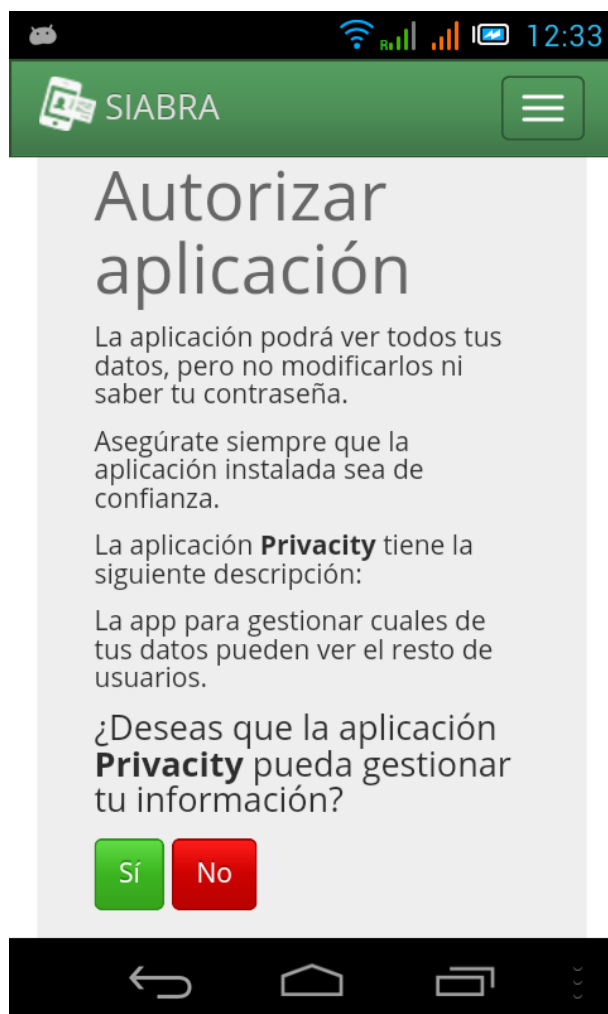 R 12:33
SIABRA
Autorizar
aplicación
La aplicación podrá ver todos tus
datos, pero no modificarlos ni
saber tu contraseña.
Asegúrate siempre que la
aplicación instalada sea de
confianza.
La aplicación Privacity tiene la
siguiente descripción:
La app para gestionar cuales de
tus datos pueden ver el resto de
usuarios.
¿Deseas que la aplicación
Privacity pueda gestionar
tu información?
Sí No